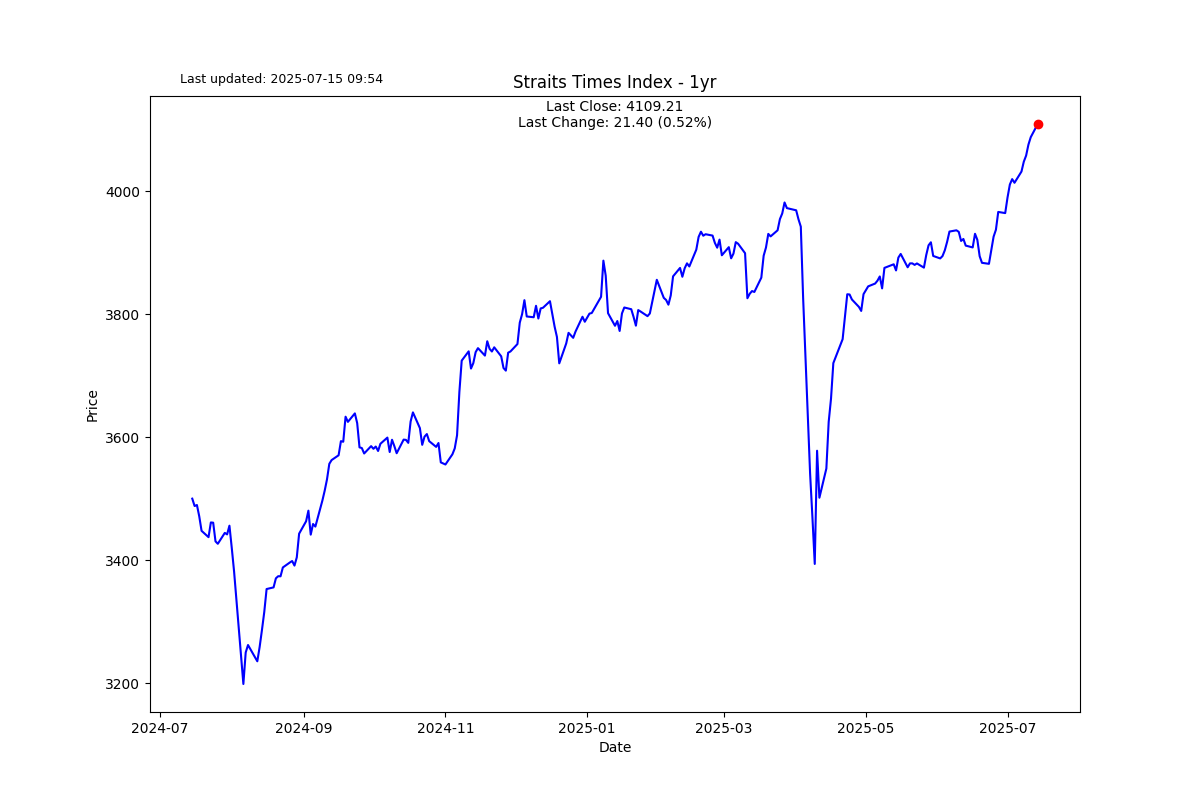 Last updated: 2025-07-15 09:54
Straits Times Index - 1yr
Last Close: 4109.21
Last Change: 21.40 (0.52%)
4000
3800
3600
3400
3200
Price
2024-07
2024-09
2024-11
2025-01
2025-03
2025-05
2025-07
Date